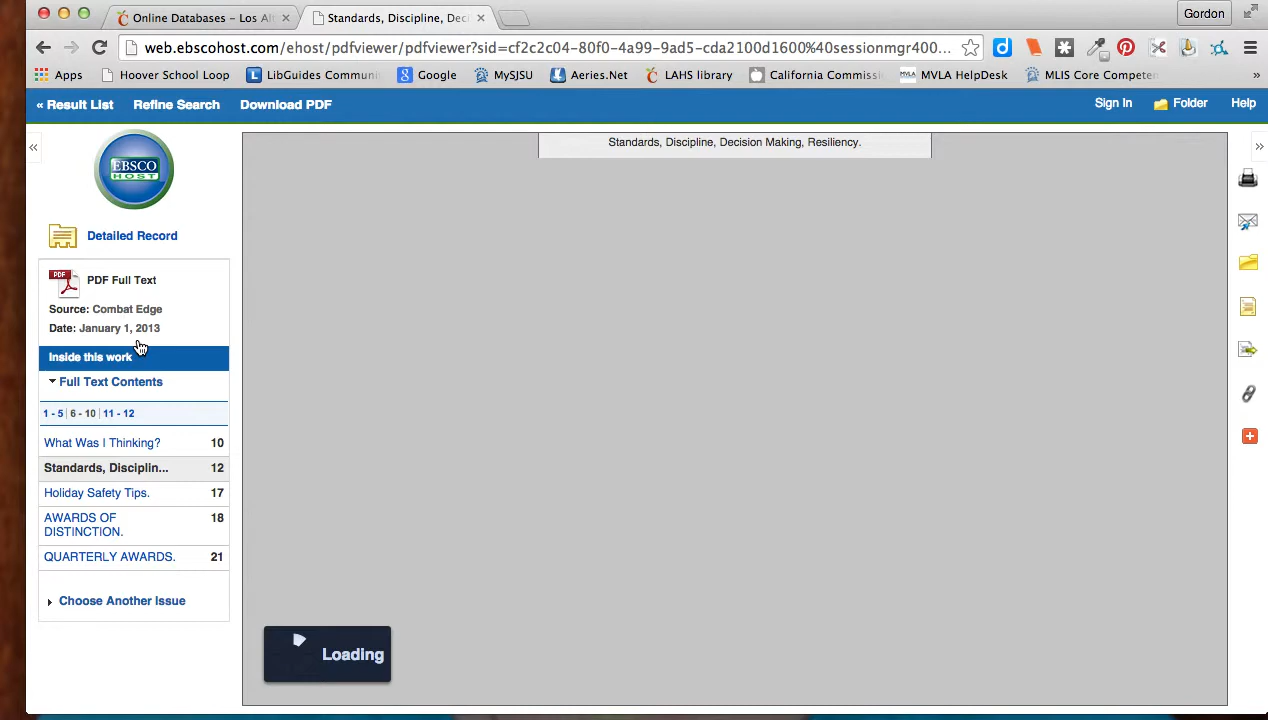 Online Databases – Los Alt
Standards, Discipline, Deci
Gordon
web.ebscohost.com/ehost/pdfviewer/pdfviewer?sid=cf2c2c04-80f0-4a99-9ad5-cda2100d1600%40sessionmgr400...
Apps
Hoover School Loop
LibGuides Commun
Google
MySJSU
Aeries.Net
LAHS library
California Commiss
MVLA HelpDesk
MLIS Core Competen
»
« Result List
Refine Search
Download PDF
Sign In
Folder
Help
«
EBSCO
HOST
Standards, Discipline, Decision Making, Resiliency.
»
Detailed Record
PDF
PDF Full Text
Source: Combat Edge
Date: January 1, 2013
Inside this work
Full Text Contents
1 - 5 | 6 - 10 | 11 - 12
What Was I Thinking? 10
Standards, Disciplin... 12
Holiday Safety Tips. 17
AWARDS OF 18
DISTINCTION.
QUARTERLY AWARDS. 21
Choose Another Issue
Loading